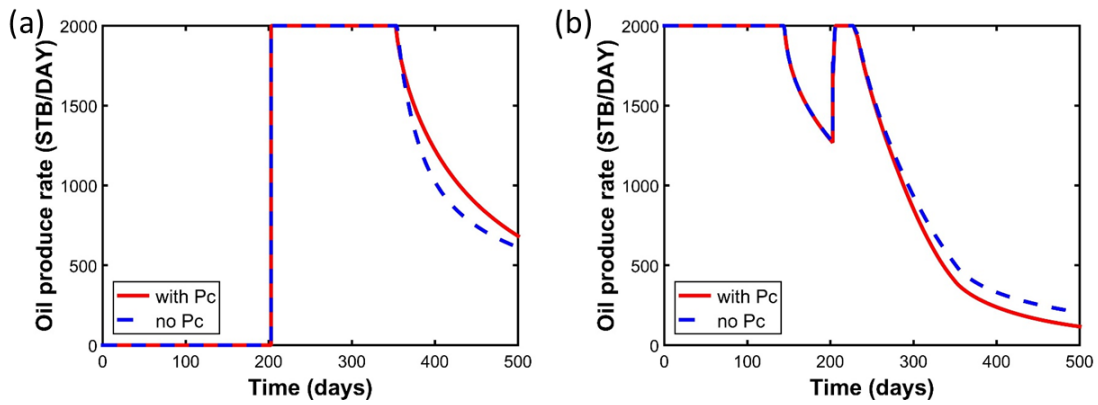 (a)
Oil produce rate (STB/DAY)
2000
1500
1000
500
0
with Pc
no Pc
0 100 200 300 400 500
Time (days)
(b)
Oil produce rate (STB/DAY)
2000
1500
1000
500
0
with Pc
no Pc
0 100 200 300 400 500
Time (days)